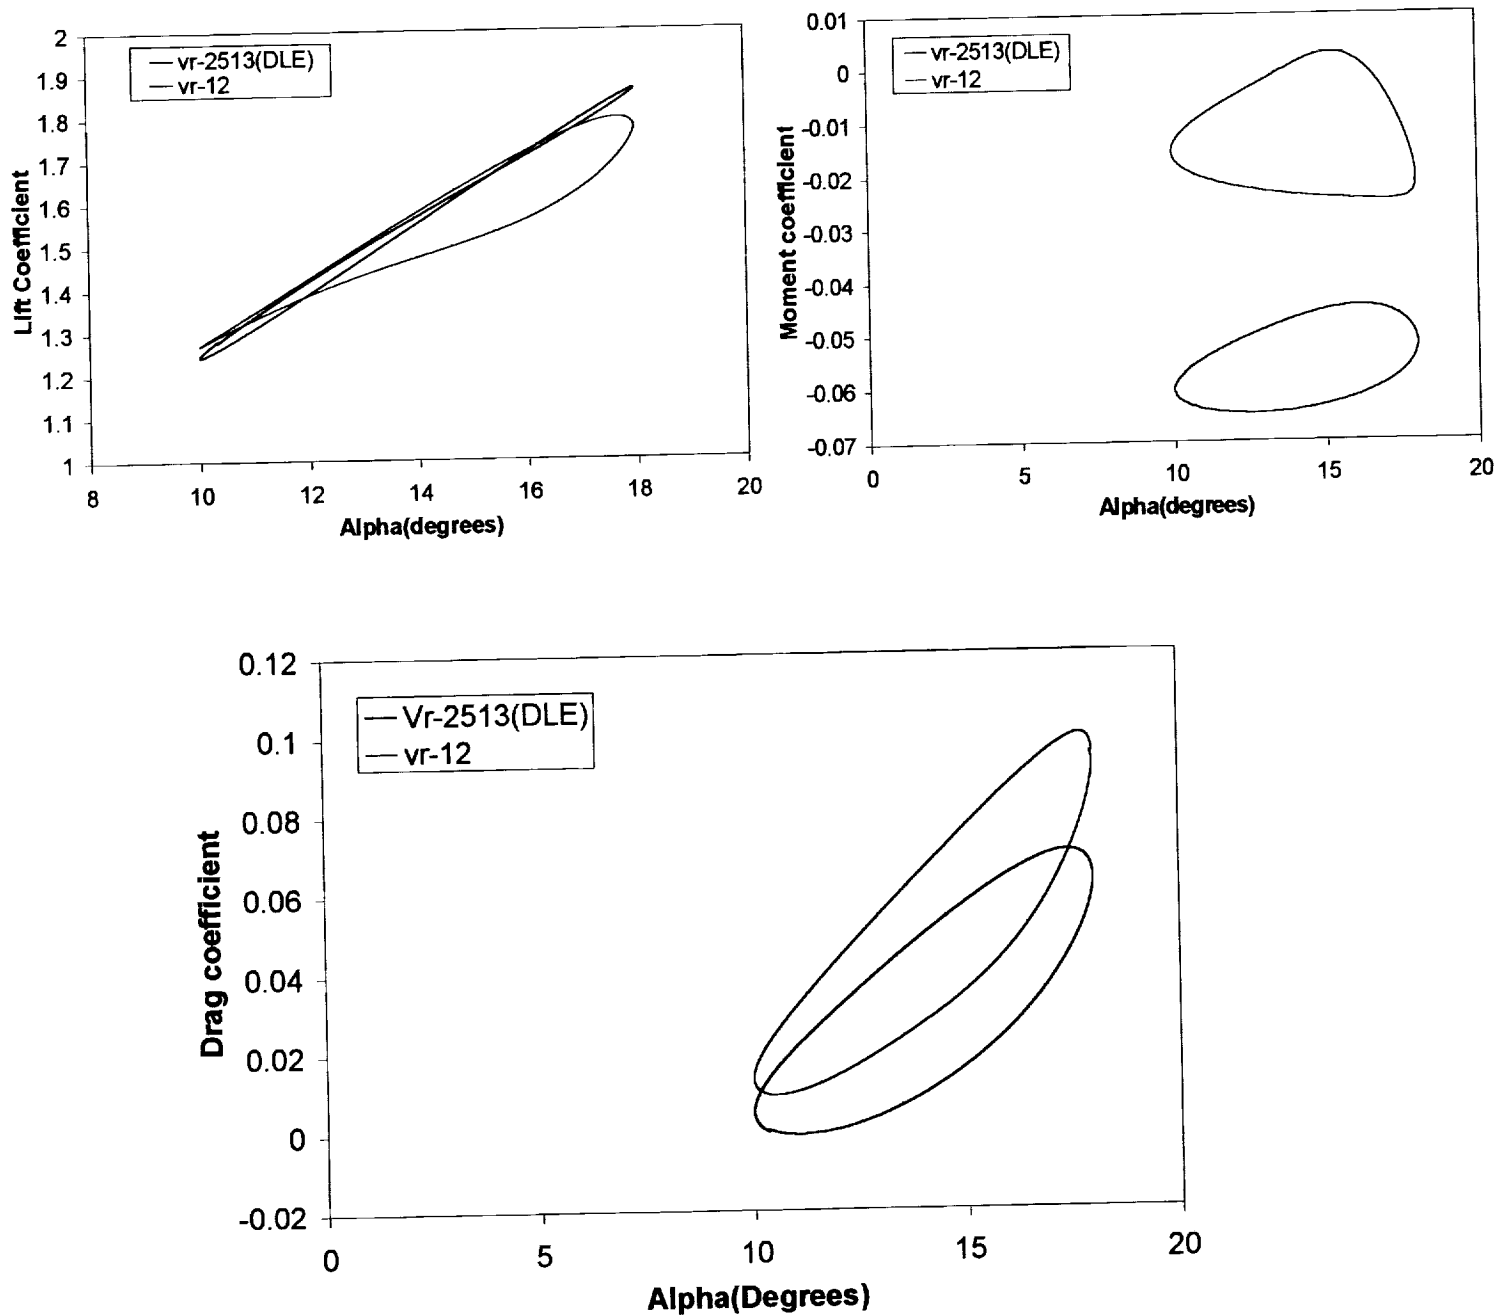 2
1.9
1.8
1.7
1.6
1.5
1.4
1.3
1.2
1.1
1
vr-2513(DLE)
vr-12
Lift Coefficient
8 10 12 14 16 18 20
Alpha(degrees)
0.01
0
-0.01
-0.02
-0.03
-0.04
-0.05
-0.06
-0.07
vr-2513(DLE)
vr-12
Moment coefficient
0 5 10 15 20
Alpha(degrees)
0.12
0.1
0.08
0.06
0.04
0.02
0
-0.02
Vr-2513(DLE)
vr-12
Drag coefficient
0 5 10 15 20
Alpha(Degrees)